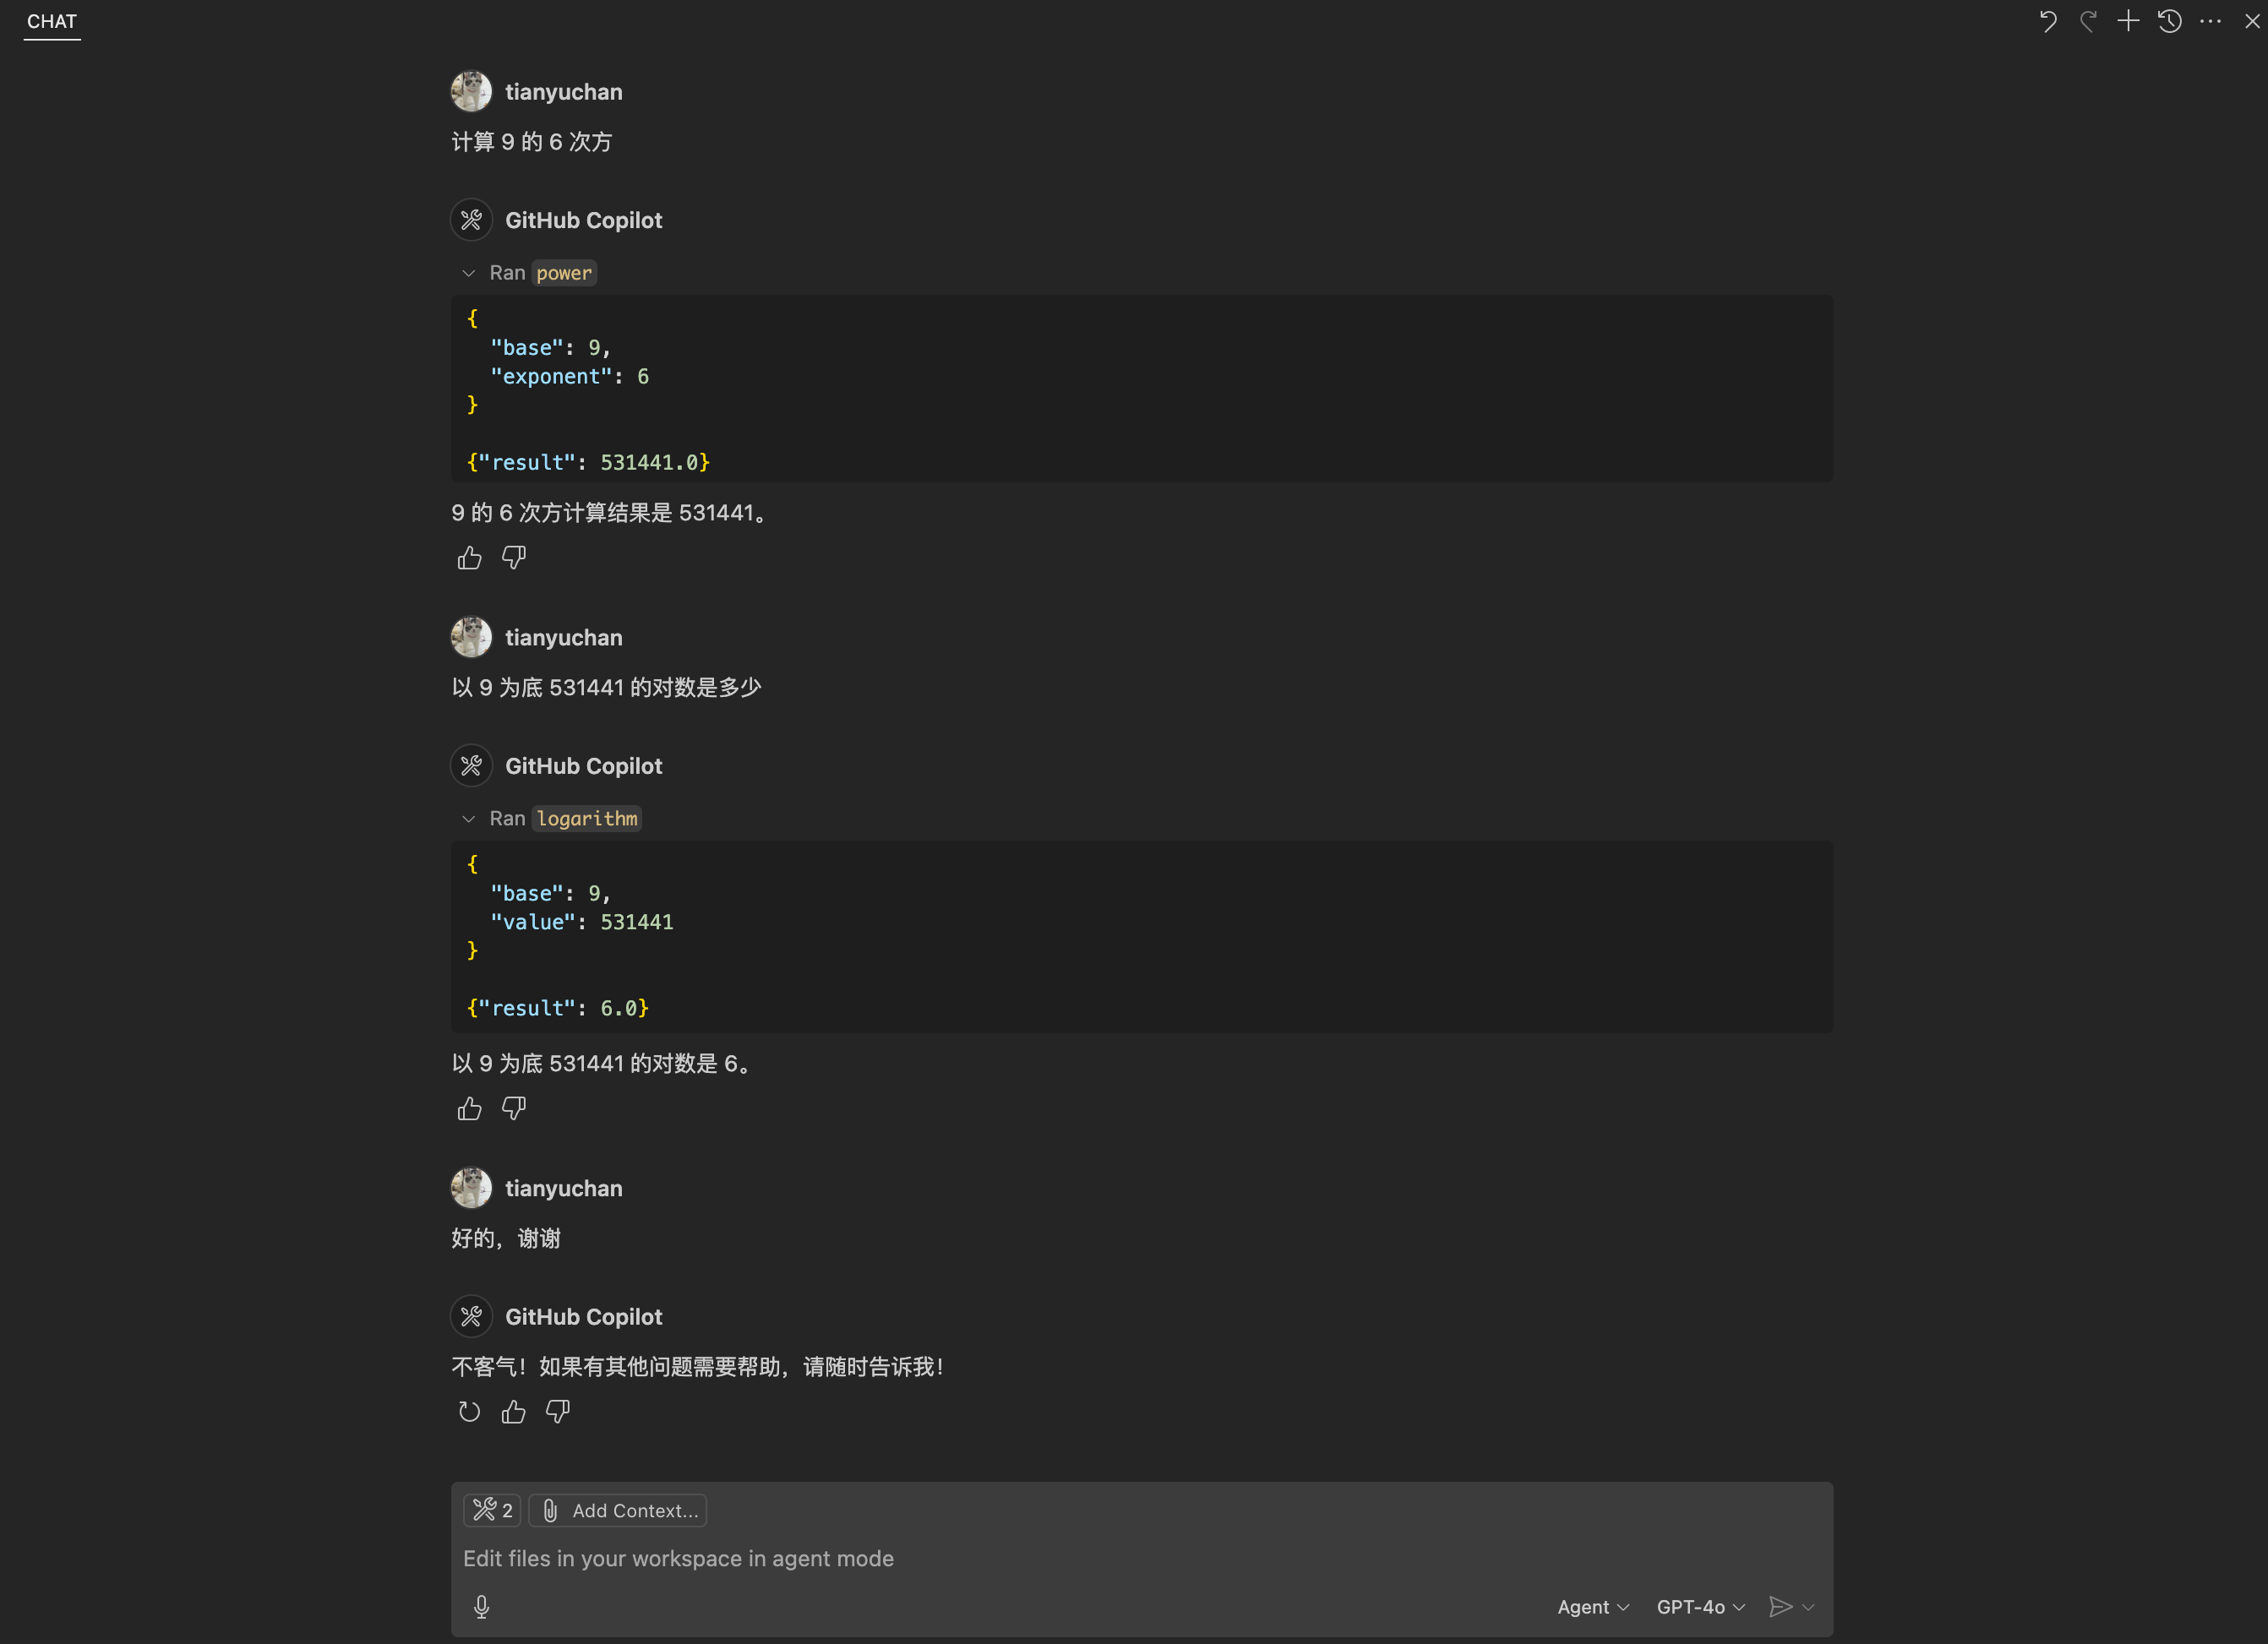 CHAT
tianyuchan
计算 9 的 6 次方
GitHub Copilot
Ran power
{
  "base": 9,
  "exponent": 6
}
{"result": 531441.0}
9 的 6 次方计算结果是 531441。
tianyuchan
以 9 为底 531441 的对数是多少
GitHub Copilot
Ran logarithm
{
  "base": 9,
  "value": 531441
}
{"result": 6.0}
以 9 为底 531441 的对数是 6。
tianyuchan
好的，谢谢
GitHub Copilot
不客气！如果有其他问题需要帮助，请随时告诉我！
2 Add Context...
Edit files in your workspace in agent mode
Agent GPT-4o